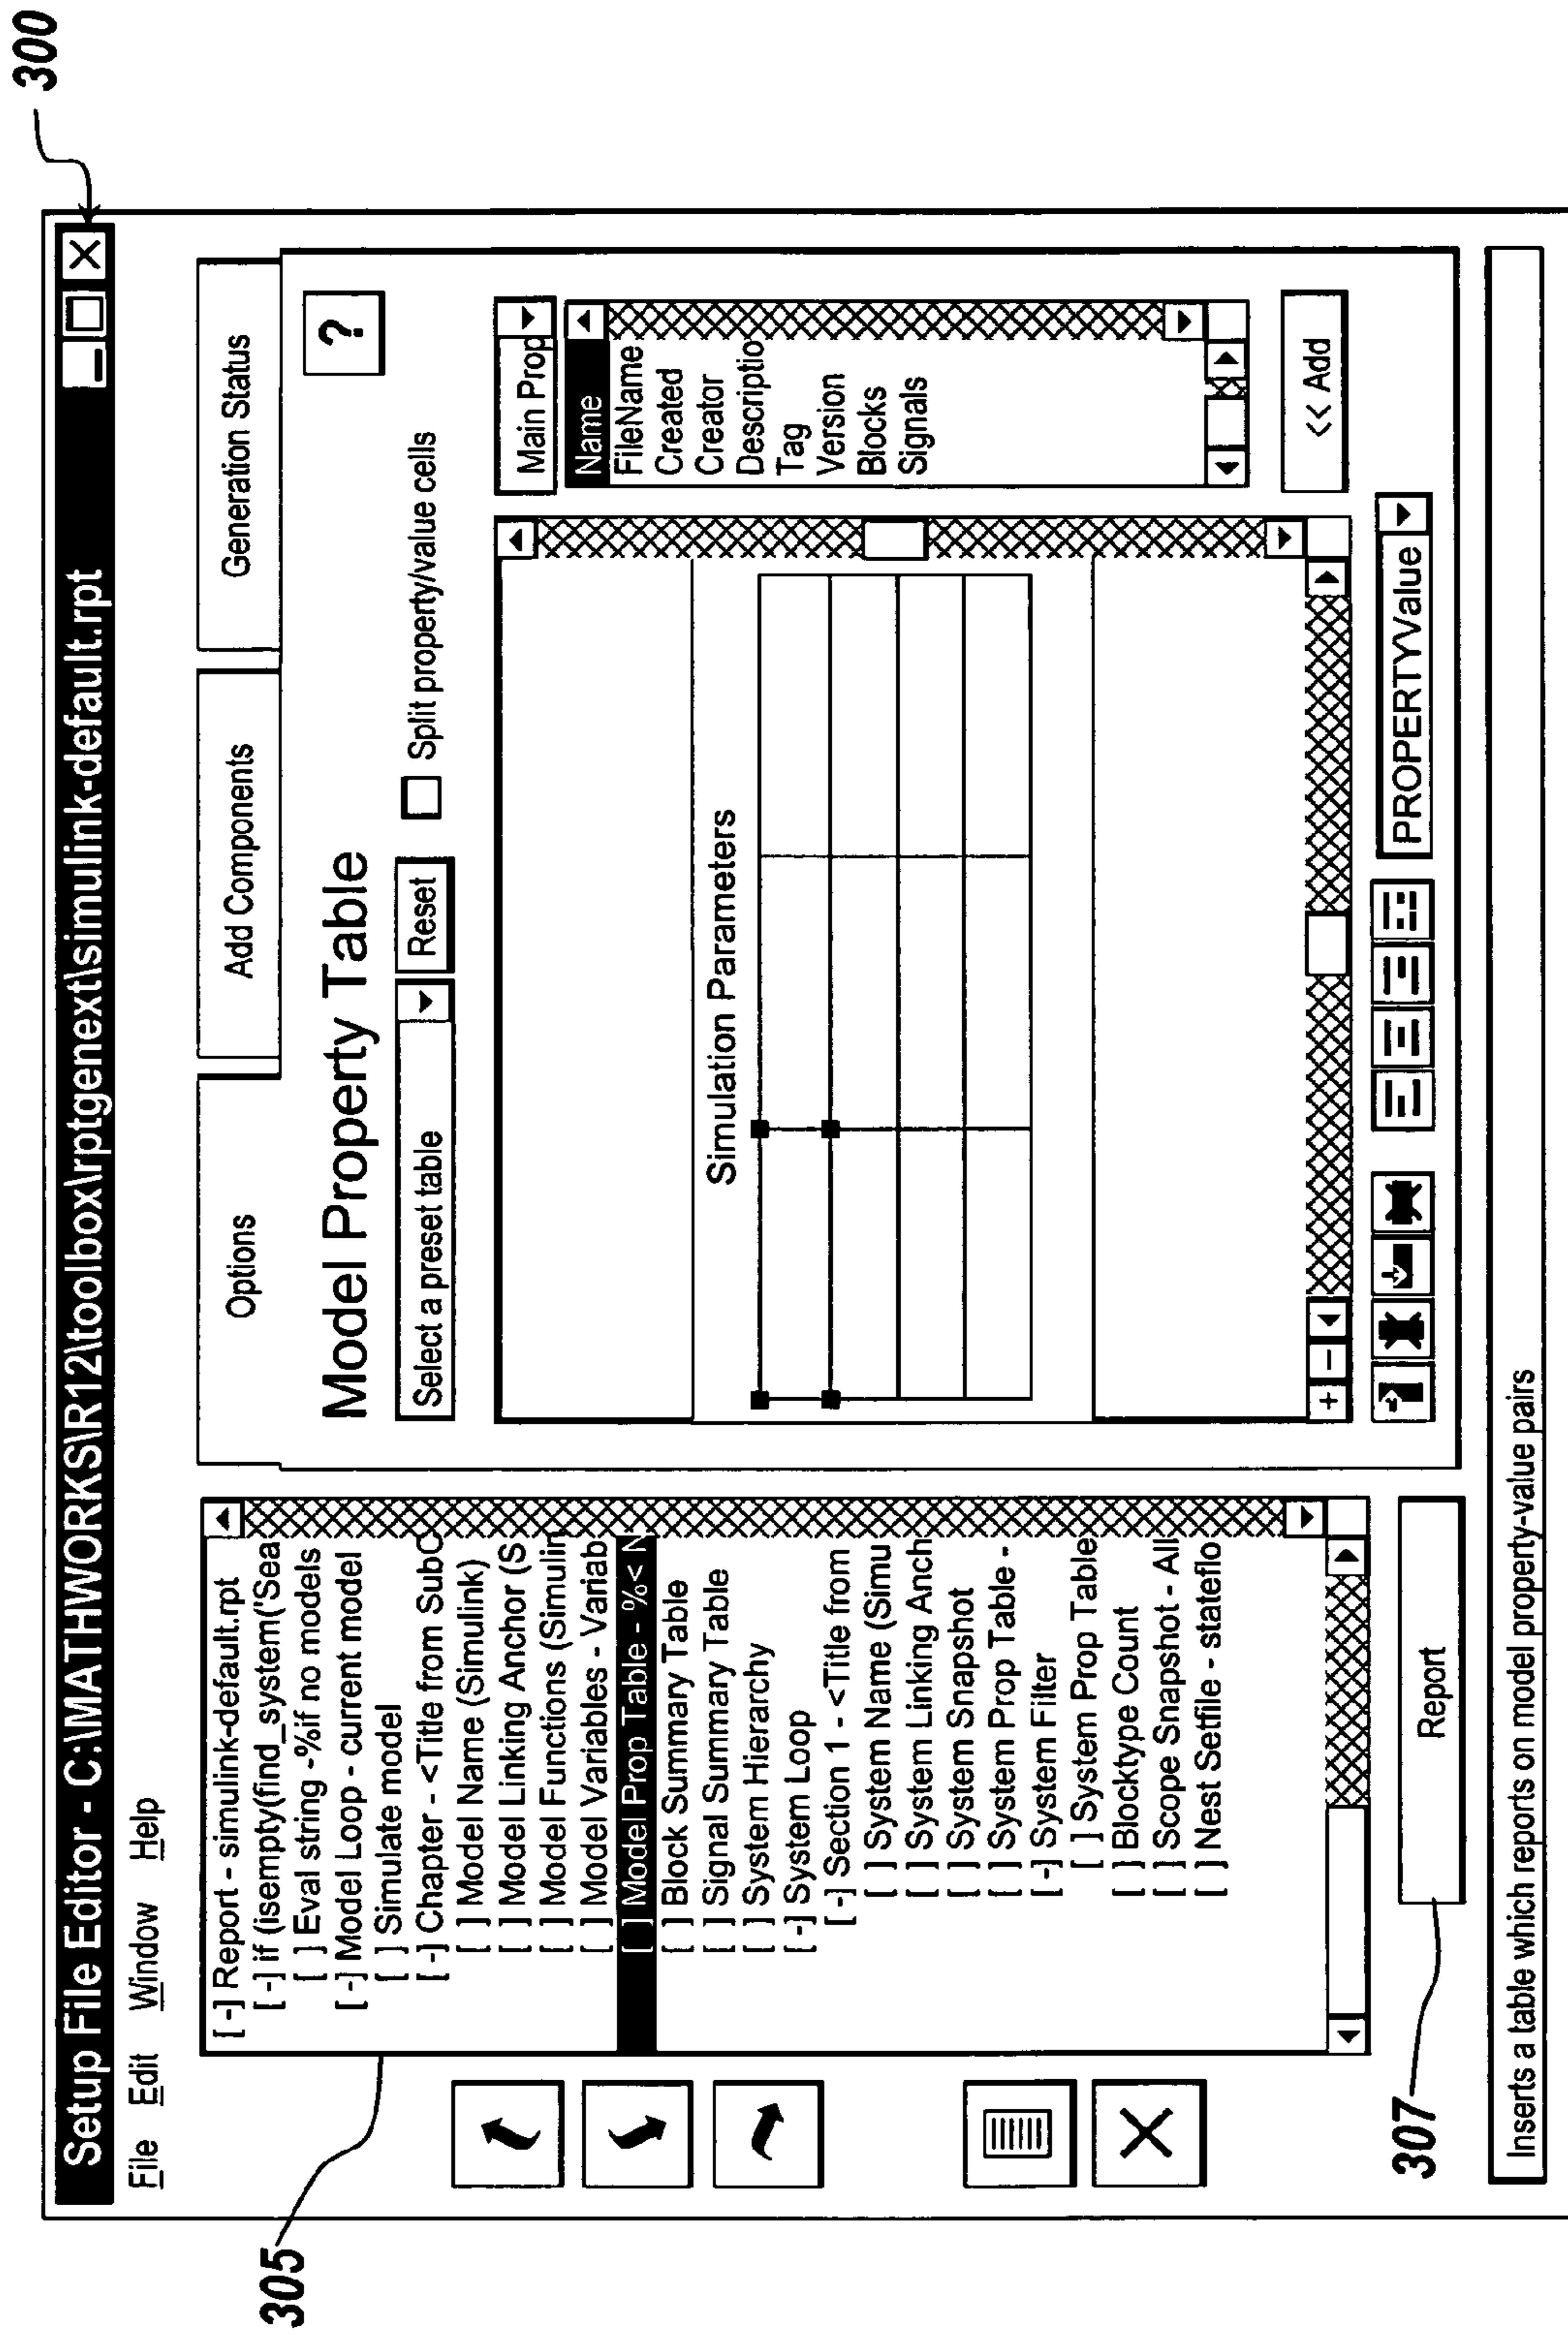 300
Setup File Editor - C:\MATHWORKS\R12\toolbox\rptgenext\simulink-default.rpt
File Edit Window Help
305
[-] Report - simulink-default.rpt
[-] if (isempty(find_system('Sea
[ ] Eval string -%if no models
[-] Model Loop - current model
[ ] Simulate model
[-] Chapter - <Title from SubC
[ ] Model Name (Simulink)
[ ] Model Linking Anchor (S
[ ] Model Functions (Simulin
[ ] Model Variables - Variab
[ ] Model Prop Table - %< N
[ ] Block Summary Table
[ ] Signal Summary Table
[ ] System Hierarchy
[-] System Loop
[-] Section 1 - <Title from
[ ] System Name (Simu
[ ] System Linking Anch
[ ] System Snapshot
[ ] System Prop Table -
[-] System Filter
[ ] System Prop Table
[ ] Blocktype Count
[ ] Scope Snapshot - All
[ ] Nest Setfile - stateflo
307
Report
Options
Add Components
Generation Status
Model Property Table
?
Select a preset table
Reset
Split property/value cells
Simulation Parameters
Main Prop
Name
FileName
Created
Creator
Descriptio
Tag
Version
Blocks
Signals
<< Add
+ -
PROPERTYValue
Inserts a table which reports on model property-value pairs